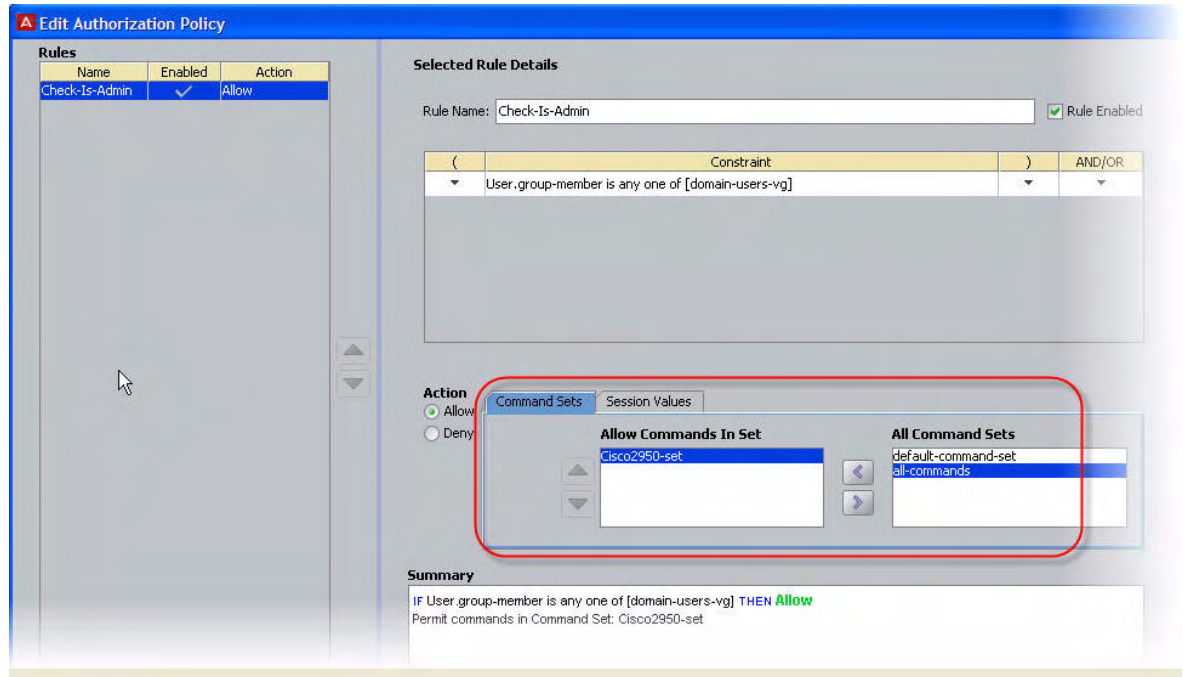 A Edit Authorization Policy
Rules
Name Enabled Action
Check-Is-Admin Allow
Selected Rule Details
Rule Name: Check-Is-Admin Rule Enabled
( Constraint ) AND/OR
User.group-member is any one of [domain-users-vg]
Action
Allow
Deny
Command Sets Session Values
Allow Commands In Set
Cisco2950-set
All Command Sets
default-command-set
all-commands
Summary
IF User.group-member is any one of [domain-users-vg] THEN Allow
Permit commands in Command Set: Cisco2950-set